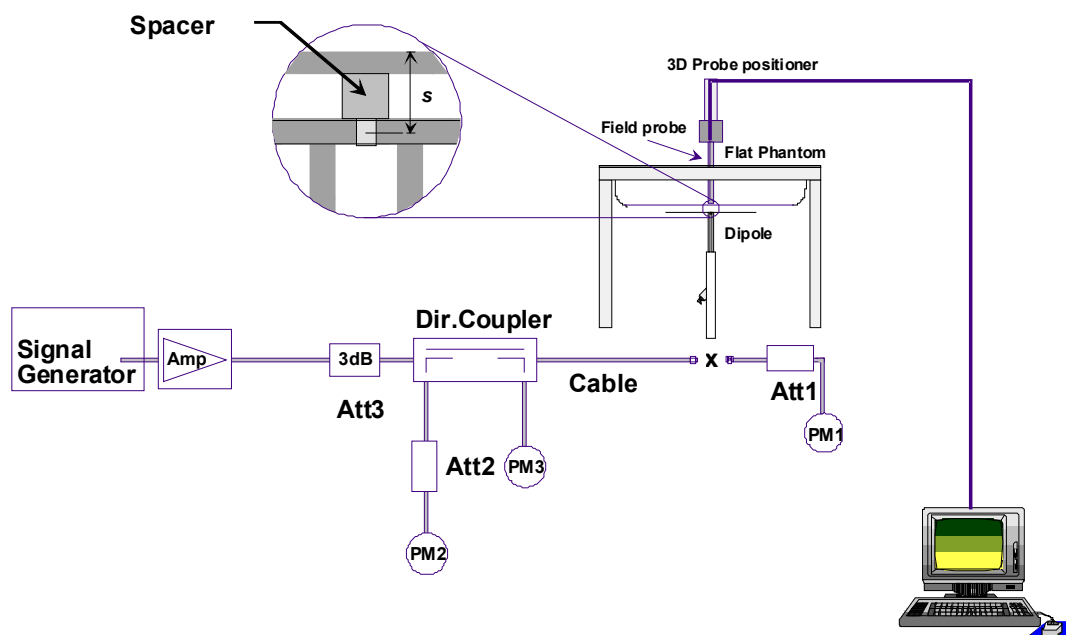 Spacer
s
3D Probe positioner
Field probe
Flat Phantom
Dipole
Dir.Coupler
Signal
Generator
Amp
3dB
Att3
Cable
x
Att1
PM1
Att2
PM3
PM2